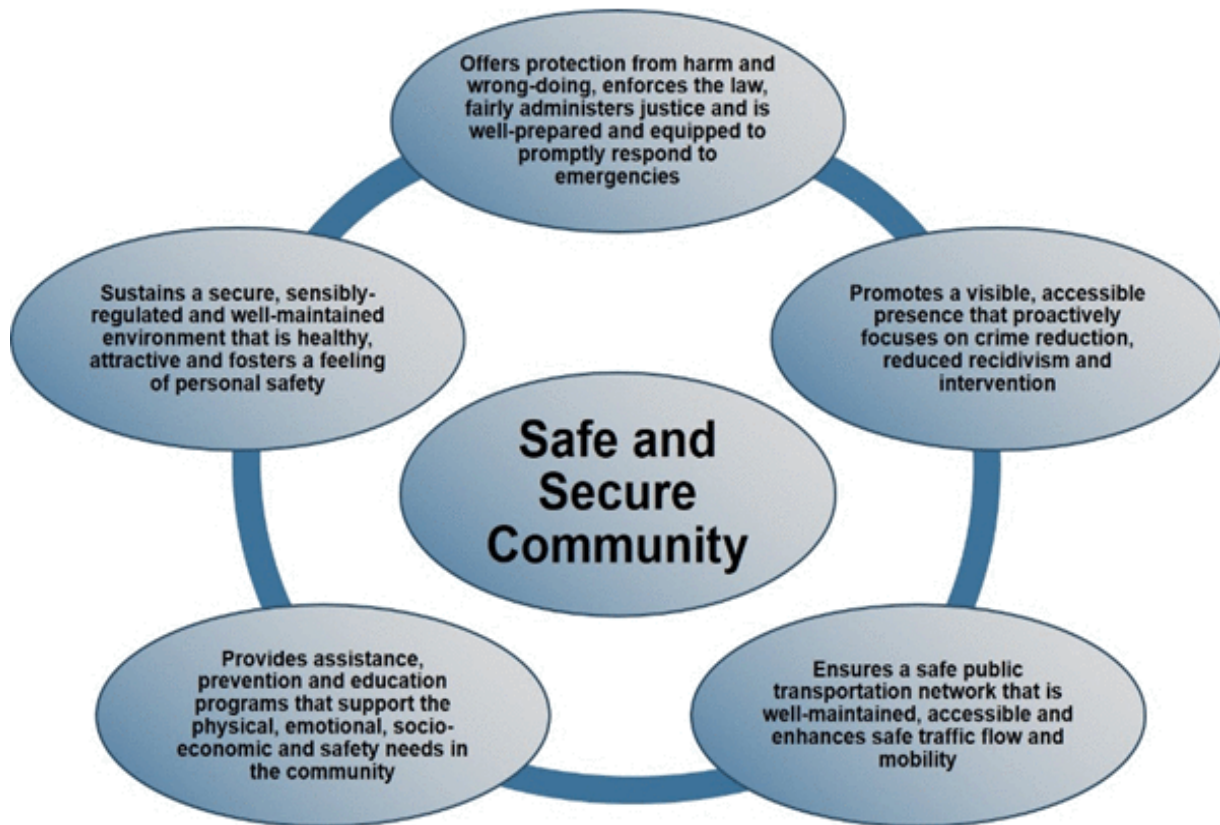 Offers protection from harm and
wrong-doing, enforces the law,
fairly administers justice and is
well-prepared and equipped to
promptly respond to
emergencies
Sustains a secure, sensibly-
regulated and well-maintained
environment that is healthy,
attractive and fosters a feeling
of personal safety
Promotes a visible, accessible
presence that proactively
focuses on crime reduction,
reduced recidivism and
intervention
Safe and
Secure
Community
Provides assistance,
prevention and education
programs that support the
physical, emotional, socio-
economic and safety needs in
the community
Ensures a safe public
transportation network that is
well-maintained, accessible and
enhances safe traffic flow and
mobility